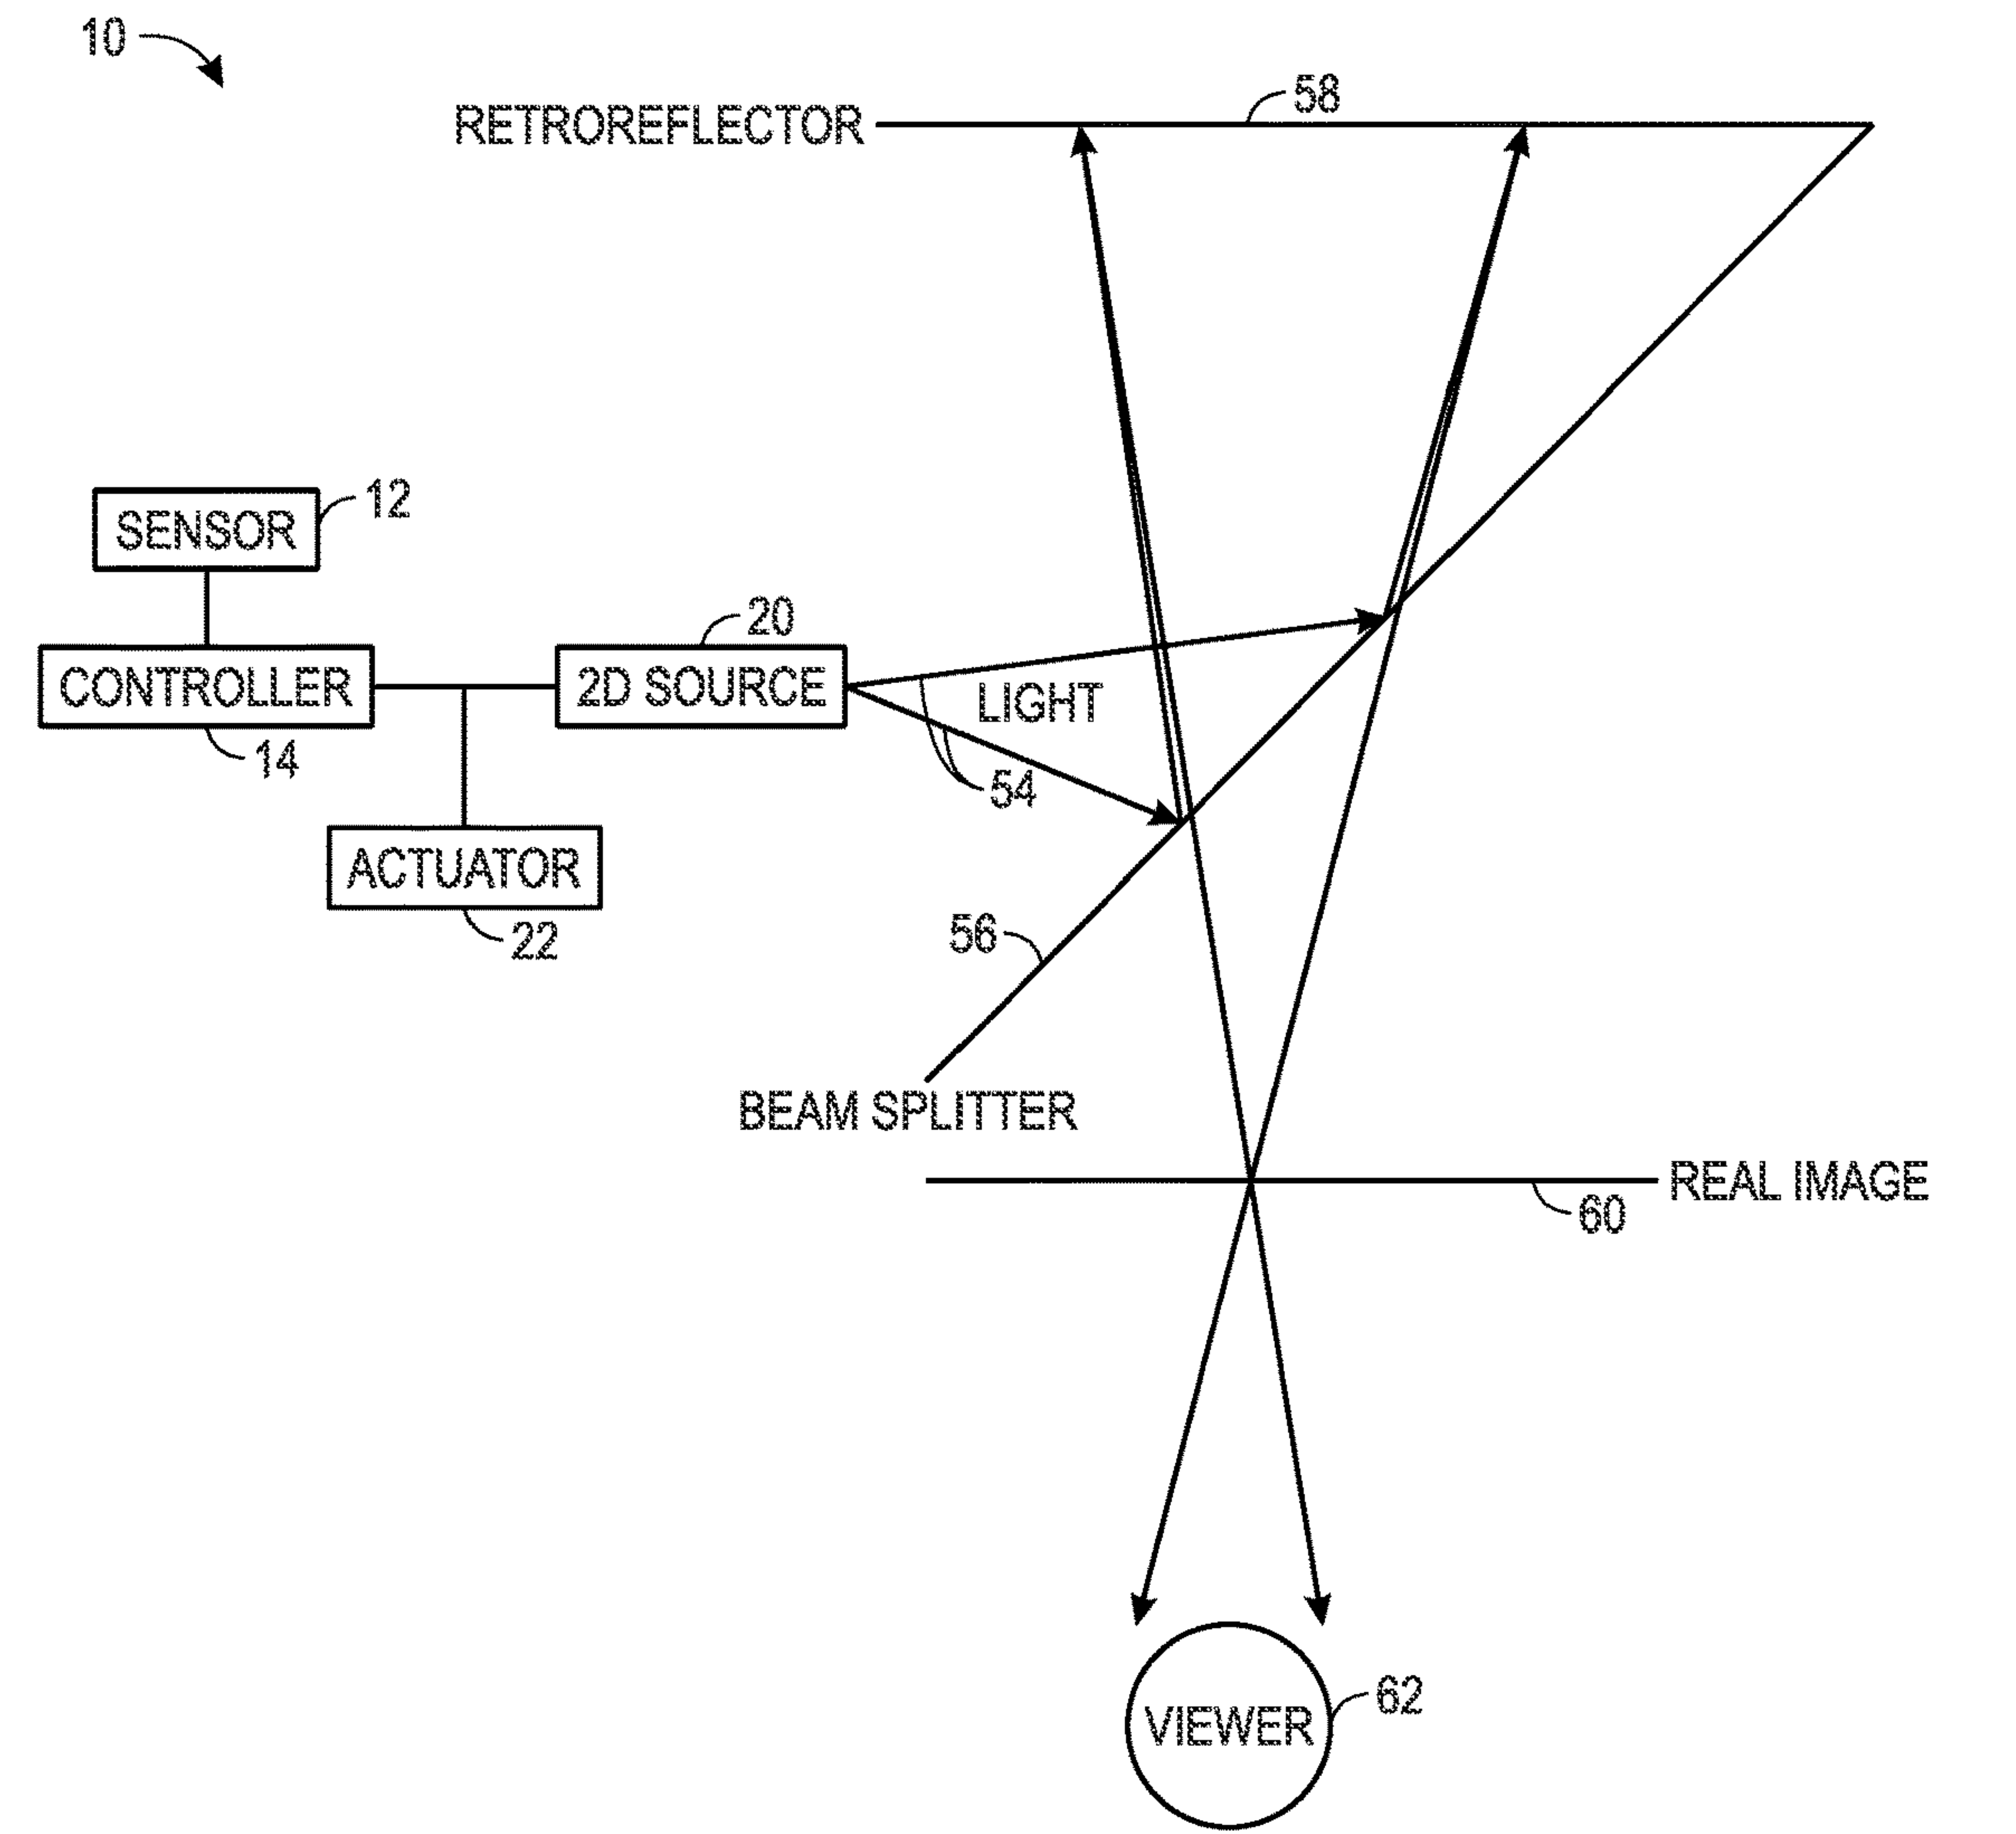 10
58
RETROREFLECTOR
12
SENSOR
20
CONTROLLER
2D SOURCE
LIGHT
14
54
ACTUATOR
22
56
BEAM SPLITTER
REAL IMAGE
60
62
VIEWER